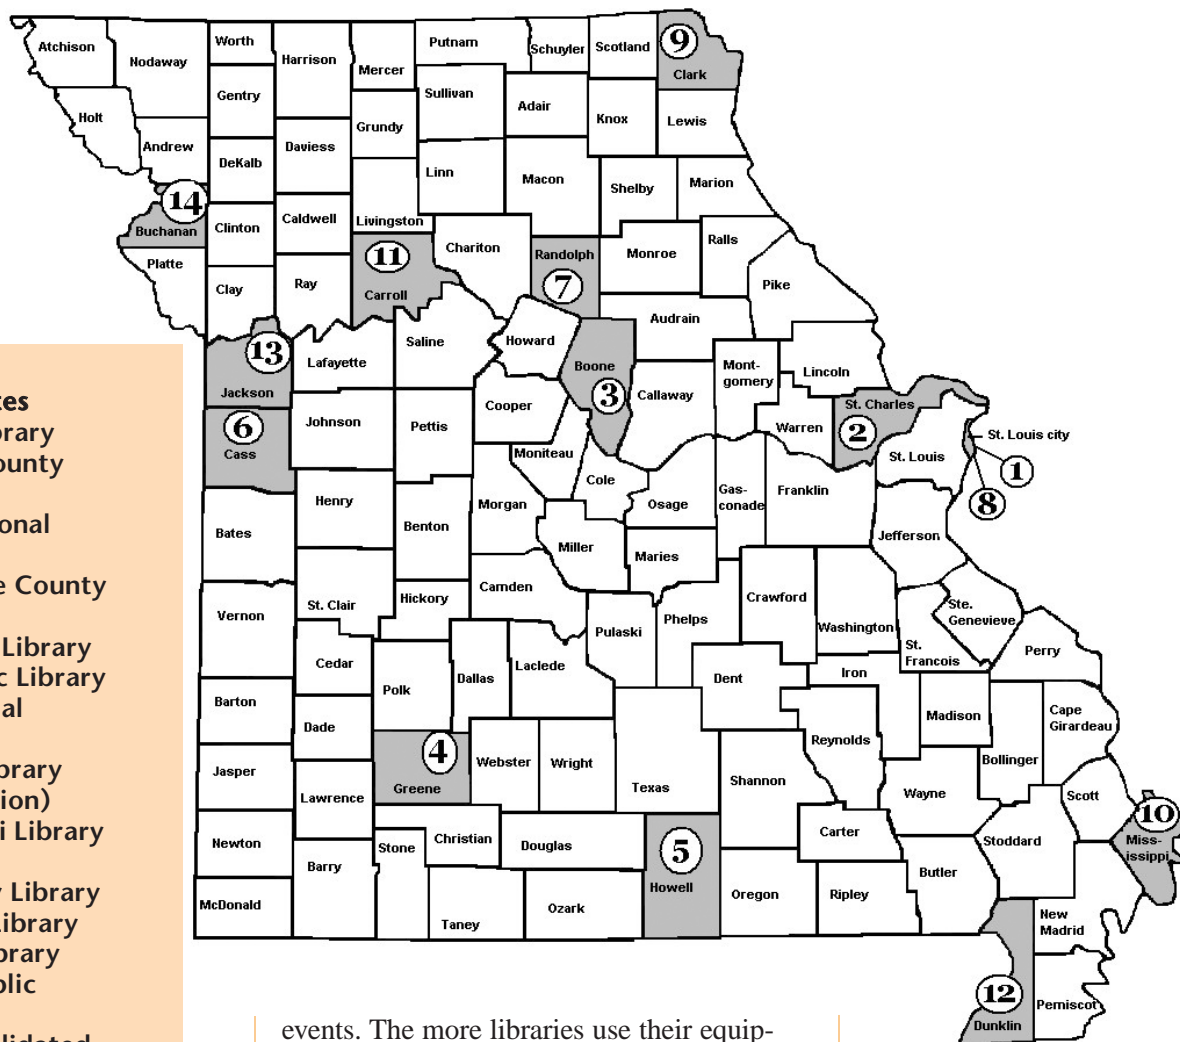 Atchison
Nodaway
Worth
Harrison
Mercer
Putnam
Schuyler
Scotland
9
Clark
Holt
Andrew
Gentry
DeKalb
Daviess
Grundy
Sullivan
Adair
Knox
Lewis
Linn
Macon
Shelby
Marion
14
Buchanan
Clinton
Caldwell
Livingston
Chariton
Randolph
7
Monroe
Ralls
Pike
Platte
Clay
Ray
11
Carroll
Saline
Howard
Audrain
13
Jackson
Lafayette
Boone
3
Callaway
Mont-
gomery
Lincoln
St. Charles
2
Warren
St. Louis
St. Louis city
1
8
6
Cass
Johnson
Pettis
Cooper
Moniteau
Cole
Osage
Gas-
conade
Franklin
Jefferson
Bates
Henry
Benton
Morgan
Miller
Maries
Camden
Vernon
St. Clair
Hickory
Pulaski
Phelps
Crawford
Washington
St.
Francois
Ste.
Genevieve
Perry
Cedar
Polk
Dallas
Laclede
Dent
Iron
Madison
Cape
Girardeau
Bollinger
Barton
Dade
4
Greene
Webster
Wright
Texas
Shannon
Reynolds
Wayne
Scott
10
Miss-
issippi
Jasper
Lawrence
Newton
Barry
Stone
Christian
Douglas
5
Howell
Carter
Stoddard
Butler
McDonald
Taney
Ozark
Oregon
Ripley
New
Madrid
12
Dunklin
Pemiscot
brary
ounty
onal
e County
Library
c Library
al
brary
ion)
i Library
y Library
Library
brary
blic
events. The more libraries use their equip-